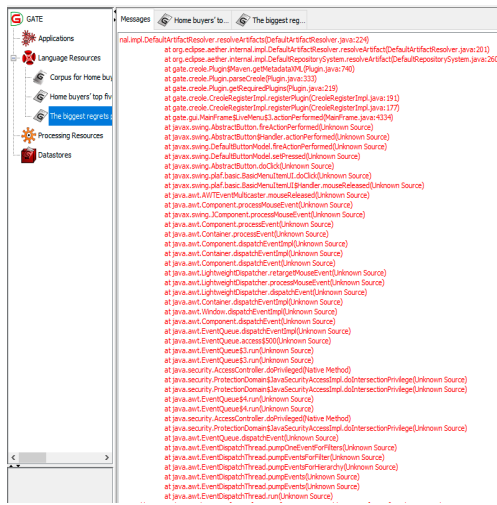 GATE
Applications
Language Resources
Corpus for Home buy
Home buyers' top fiv
The biggest regrets p
Processing Resources
Datastores
Messages
Home buyers' to...
The biggest reg...
nal.impl.DefaultArtifactResolver.resolveArtifacts(DefaultArtifactResolver.java:224)
at org.eclipse.aether.internal.impl.DefaultArtifactResolver.resolveArtifact(DefaultArtifactResolver.java:201)
at org.eclipse.aether.internal.impl.DefaultRepositorySystem.resolveArtifact(DefaultRepositorySystem.java:260
at gate.creole.Plugin$Maven.getMetadataXML(Plugin.java:740)
at gate.creole.Plugin.parseCreole(Plugin.java:333)
at gate.creole.Plugin.getRequiredPlugins(Plugin.java:219)
at gate.creole.CreoleRegisterImpl.registerPlugin(CreoleRegisterImpl.java:191)
at gate.creole.CreoleRegisterImpl.registerPlugin(CreoleRegisterImpl.java:177)
at gate.gui.MainFrame$LiveMenu$3.actionPerformed(MainFrame.java:4334)
at javax.swing.AbstractButton.fireActionPerformed(Unknown Source)
at javax.swing.AbstractButton$Handler.actionPerformed(Unknown Source)
at javax.swing.DefaultButtonModel.fireActionPerformed(Unknown Source)
at javax.swing.DefaultButtonModel.setPressed(Unknown Source)
at javax.swing.AbstractButton.doClick(Unknown Source)
at javax.swing.plaf.basic.BasicMenuItemUI.doClick(Unknown Source)
at javax.swing.plaf.basic.BasicMenuItemUI$Handler.mouseReleased(Unknown Source)
at java.awt.AWTEventMulticaster.mouseReleased(Unknown Source)
at java.awt.Component.processMouseEvent(Unknown Source)
at javax.swing.JComponent.processMouseEvent(Unknown Source)
at java.awt.Component.processEvent(Unknown Source)
at java.awt.Container.processEvent(Unknown Source)
at java.awt.Component.dispatchEventImpl(Unknown Source)
at java.awt.Container.dispatchEventImpl(Unknown Source)
at java.awt.Component.dispatchEvent(Unknown Source)
at java.awt.LightweightDispatcher.retargetMouseEvent(Unknown Source)
at java.awt.LightweightDispatcher.processMouseEvent(Unknown Source)
at java.awt.LightweightDispatcher.dispatchEvent(Unknown Source)
at java.awt.Container.dispatchEventImpl(Unknown Source)
at java.awt.Window.dispatchEventImpl(Unknown Source)
at java.awt.Component.dispatchEvent(Unknown Source)
at java.awt.EventQueue.dispatchEventImpl(Unknown Source)
at java.awt.EventQueue.access$500(Unknown Source)
at java.awt.EventQueue$3.run(Unknown Source)
at java.awt.EventQueue$3.run(Unknown Source)
at java.security.AccessController.doPrivileged(Native Method)
at java.security.ProtectionDomain$JavaSecurityAccessImpl.doIntersectionPrivilege(Unknown Source)
at java.security.ProtectionDomain$JavaSecurityAccessImpl.doIntersectionPrivilege(Unknown Source)
at java.awt.EventQueue$4.run(Unknown Source)
at java.awt.EventQueue$4.run(Unknown Source)
at java.security.AccessController.doPrivileged(Native Method)
at java.security.ProtectionDomain$JavaSecurityAccessImpl.doIntersectionPrivilege(Unknown Source)
at java.awt.EventQueue.dispatchEvent(Unknown Source)
at java.awt.EventDispatchThread.pumpOneEventForFilters(Unknown Source)
at java.awt.EventDispatchThread.pumpEventsForFilter(Unknown Source)
at java.awt.EventDispatchThread.pumpEventsForHierarchy(Unknown Source)
at java.awt.EventDispatchThread.pumpEvents(Unknown Source)
at java.awt.EventDispatchThread.pumpEvents(Unknown Source)
at java.awt.EventDispatchThread.run(Unknown Source)